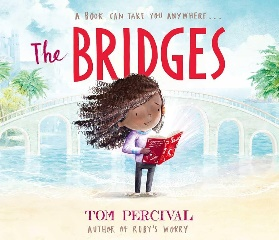 A BOOK CAN TAKE YOU ANYWHERE...
The
BRIDGES
TOM PERCIVAL
AUTHOR OF RUBY'S WORRY